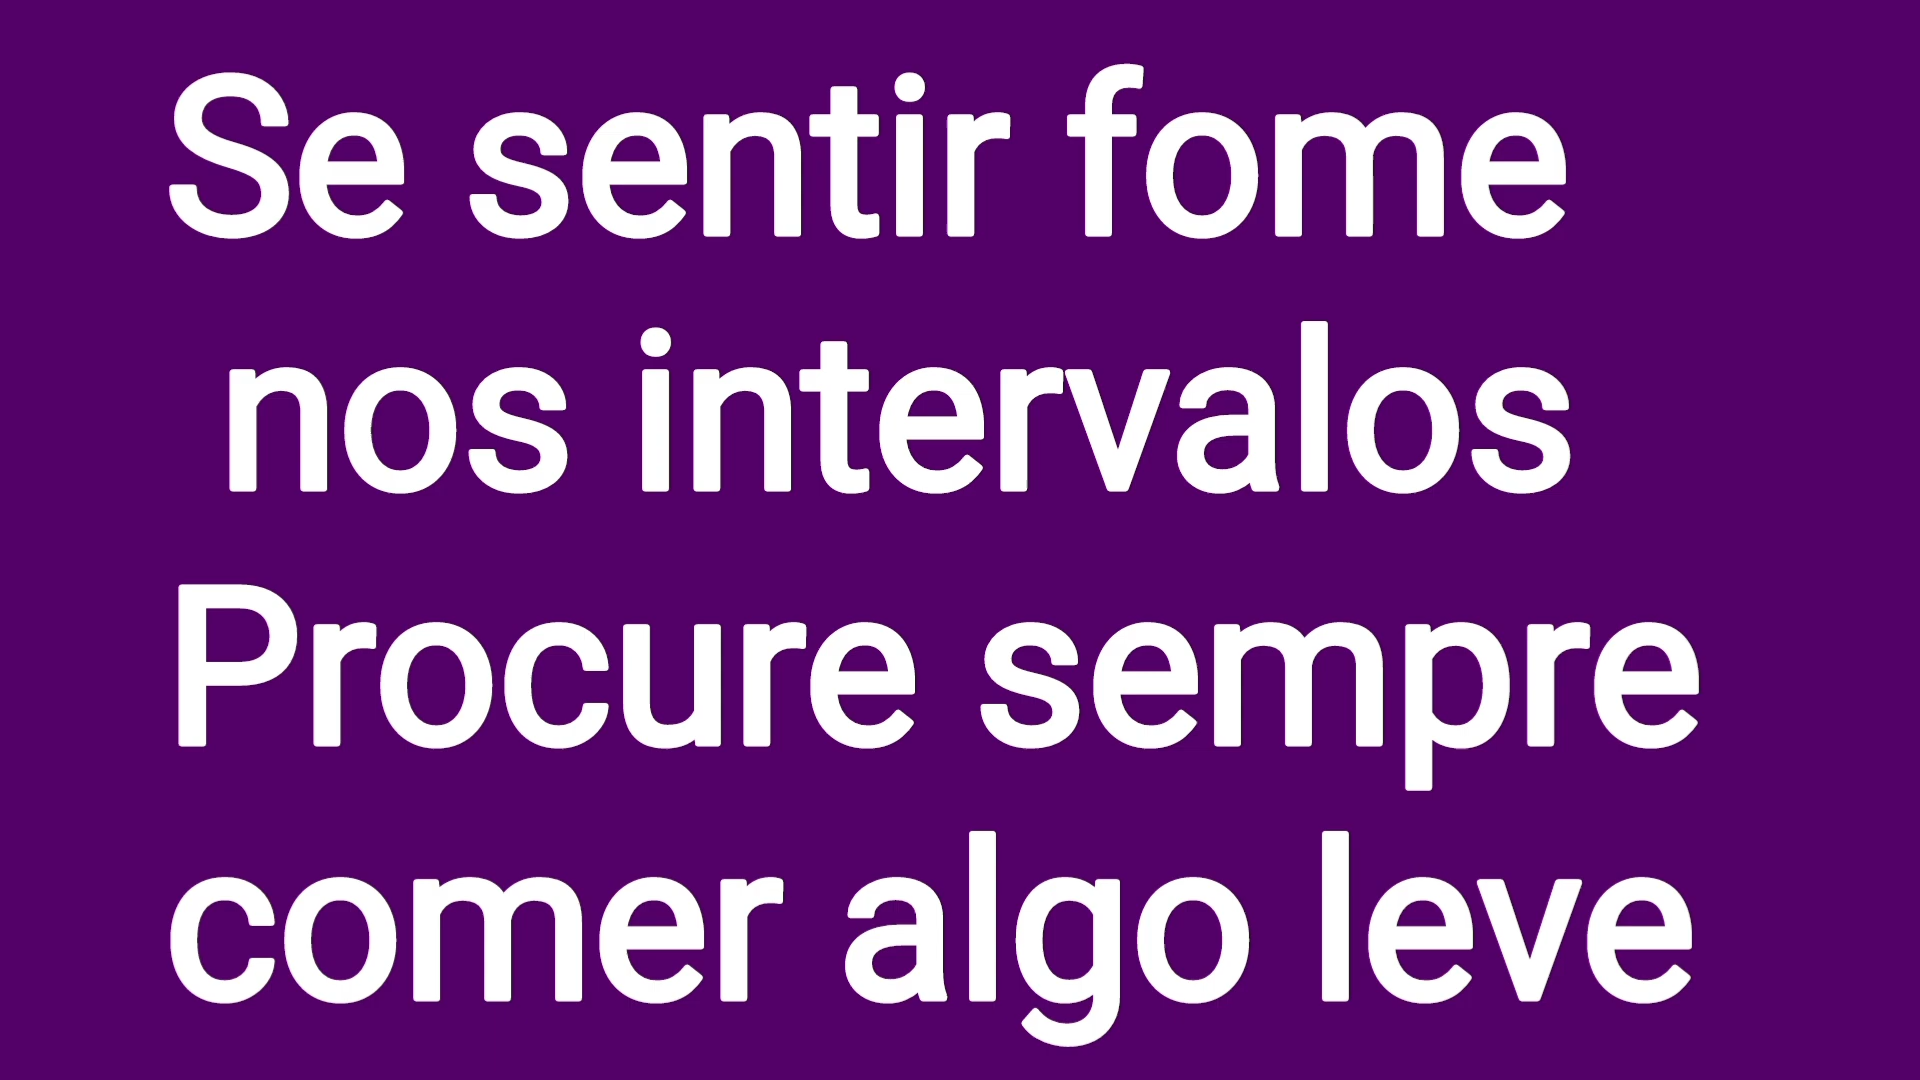 Se sentir fome
nos intervalos
Procure sempre
comer algo leve